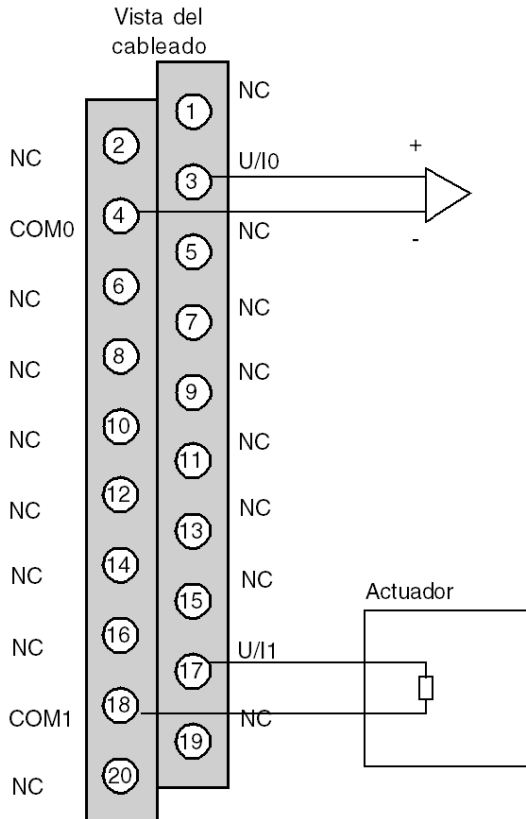 Vista del
cableado
NC
1
2
NC
U/I0
+
3
4
COM0
NC
-
5
6
NC
NC
7
8
NC
NC
9
10
NC
NC
11
12
NC
NC
13
14
NC
NC
15
Actuador
16
NC
U/I1
17
18
COM1
NC
19
20
NC